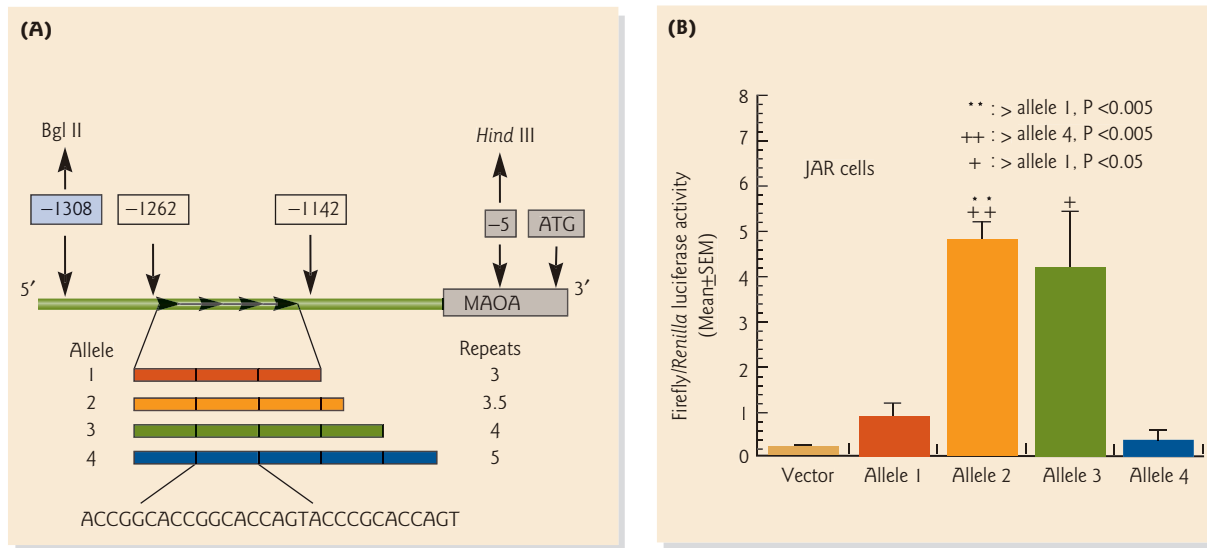 (A)
Bgl II
Hind III
−1308
−1262
−1142
−5
ATG
5′
MAOA
3′
Allele
Repeats
1
3
2
3.5
3
4
4
5
ACCGGCACCGGCACCAGTACCCGCACCAGT
(B)
Firefly/Renilla luciferase activity
(Mean±SEM)
8
7
6
5
4
3
2
1
0
** : > allele 1, P <0.005
++ : > allele 4, P <0.005
+ : > allele 1, P <0.05
JAR cells
**
++
+
Vector
Allele 1
Allele 2
Allele 3
Allele 4